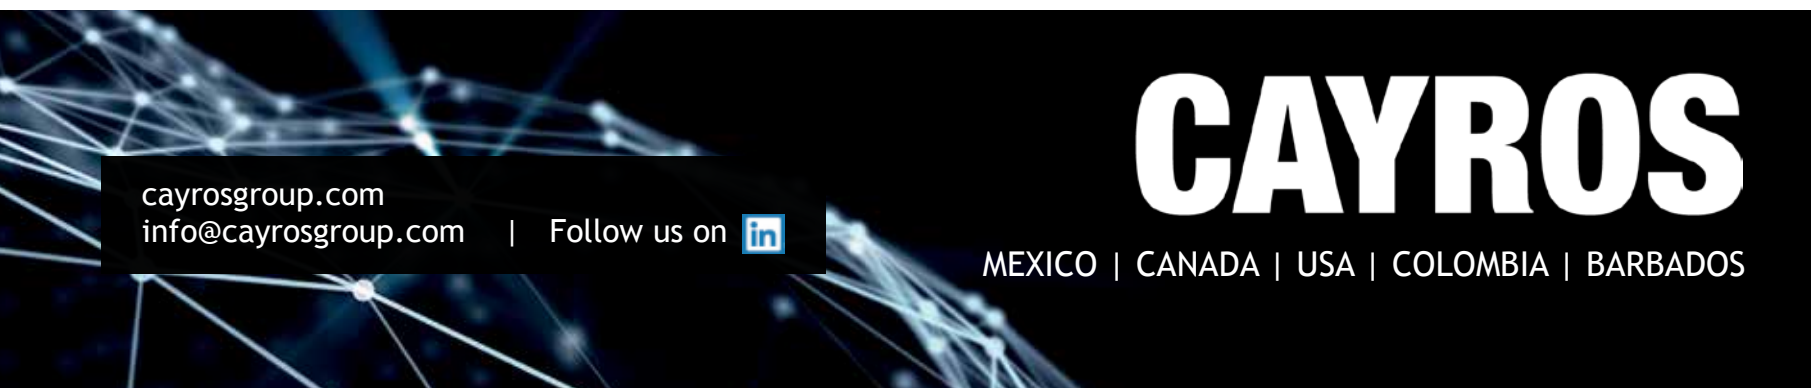 CAYROS
MEXICO | CANADA | USA | COLOMBIA | BARBADOS
cayrosgroup.com
info@cayrosgroup.com | Follow us on in